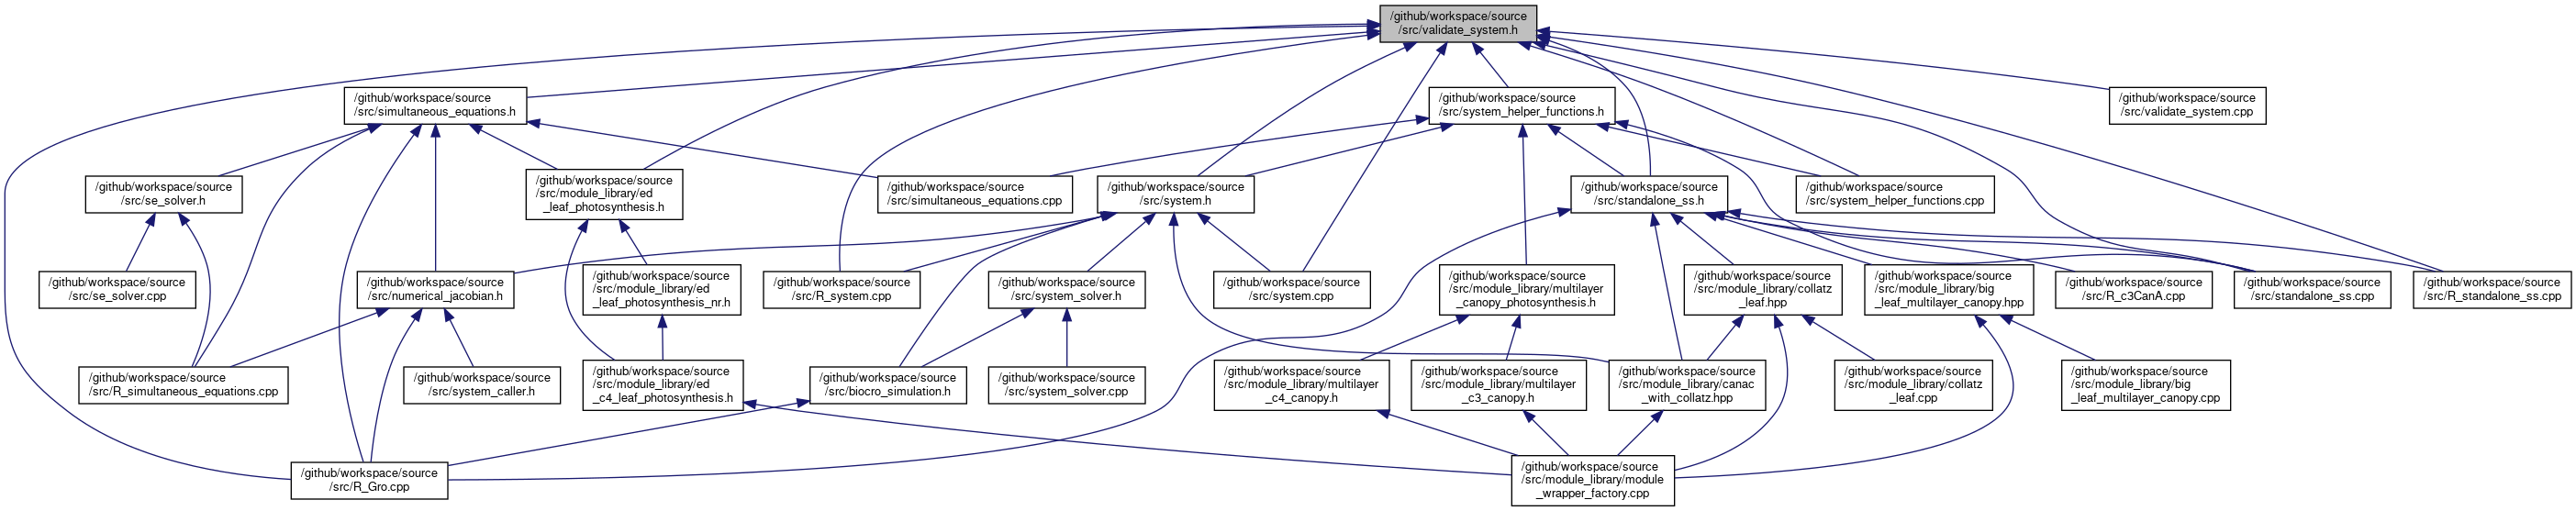 /github/workspace/source
/src/validate_system.h
/github/workspace/source
/src/simultaneous_equations.h
/github/workspace/source
/src/system_helper_functions.h
/github/workspace/source
/src/validate_system.cpp
/github/workspace/source
/src/se_solver.h
/github/workspace/source
/src/module_library/ed
_leaf_photosynthesis.h
/github/workspace/source
/src/simultaneous_equations.cpp
/github/workspace/source
/src/system.h
/github/workspace/source
/src/standalone_ss.h
/github/workspace/source
/src/system_helper_functions.cpp
/github/workspace/source
/src/se_solver.cpp
/github/workspace/source
/src/numerical_jacobian.h
/github/workspace/source
/src/module_library/ed
_leaf_photosynthesis_nr.h
/github/workspace/source
/src/R_system.cpp
/github/workspace/source
/src/system_solver.h
/github/workspace/source
/src/system.cpp
/github/workspace/source
/src/module_library/multilayer
_canopy_photosynthesis.h
/github/workspace/source
/src/module_library/collatz
_leaf.hpp
/github/workspace/source
/src/module_library/big
_leaf_multilayer_canopy.hpp
/github/workspace/source
/src/R_c3CanA.cpp
/github/workspace/source
/src/standalone_ss.cpp
/github/workspace/source
/src/R_standalone_ss.cpp
/github/workspace/source
/src/R_simultaneous_equations.cpp
/github/workspace/source
/src/system_caller.h
/github/workspace/source
/src/module_library/ed
_c4_leaf_photosynthesis.h
/github/workspace/source
/src/biocro_simulation.h
/github/workspace/source
/src/system_solver.cpp
/github/workspace/source
/src/module_library/multilayer
_c4_canopy.h
/github/workspace/source
/src/module_library/multilayer
_c3_canopy.h
/github/workspace/source
/src/module_library/canac
_with_collatz.hpp
/github/workspace/source
/src/module_library/collatz
_leaf.cpp
/github/workspace/source
/src/module_library/big
_leaf_multilayer_canopy.cpp
/github/workspace/source
/src/R_Gro.cpp
/github/workspace/source
/src/module_library/module
_wrapper_factory.cpp